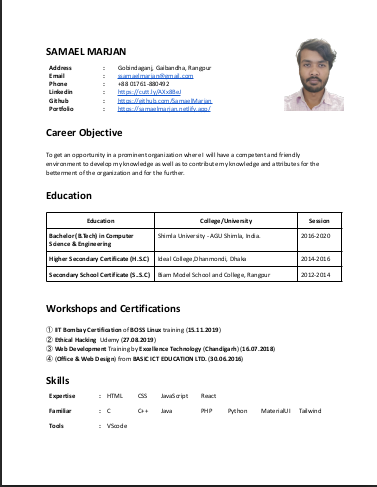 SAMAEL MARJAN
Address : Gobindaganj, Gaibandha, Rangpur
Email : ssamaelmarjan@gmail.com
Phone : +88 01761-880492
Linkedin : https://cutt.ly/AXx8BeJ
Github : https://github.com/SamaelMarjan
Portfolio : https://samaelmarjan.netlify.app/
Career Objective
To get an opportunity in a prominent organization where I will have a competent and friendly
environment to develop my knowledge as well as to contribute my knowledge and attributes for the
betterment of the organization and for the further.
Education
Education College/University Session
Bachelor (B.Tech) in Computer Science & Engineering Shimla University - AGU Shimla, India. 2016-2020
Higher Secondary Certificate (H.S.C) Ideal College,Dhanmondi, Dhaka 2014-2016
Secondary School Certificate (S..S.C) Biam Model School and College, Rangpur 2012-2014
Workshops and Certifications
① IIT Bombay Certification of BOSS Linux training (15.11.2019)
② Ethical Hacking Udemy (27.08.2019)
③ Web Development Training by Excellence Technology (Chandigarh) (16.07.2018)
④ (Office & Web Design) from BASIC ICT EDUCATION LTD. (30.06.2016)
Skills
Expertise : HTML CSS JavaScript React
Familiar : C C++ Java PHP Python MaterialUI Tailwind
Tools : VScode